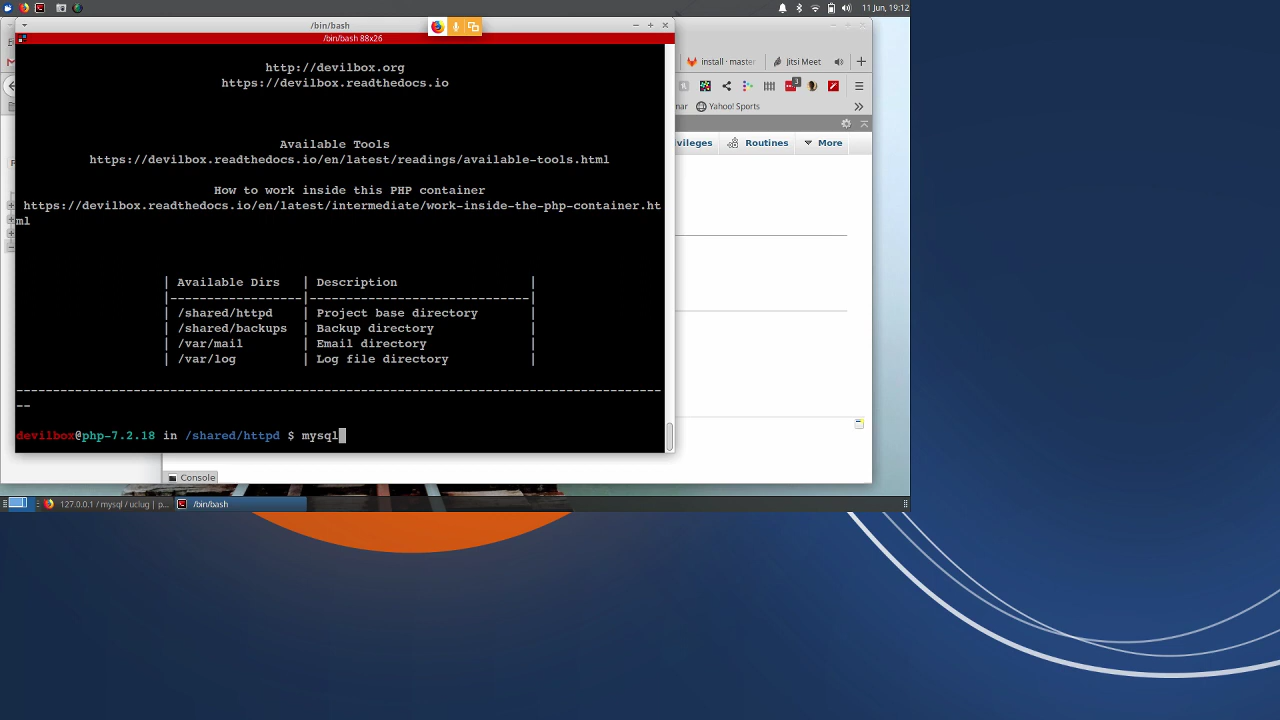 11 Jun, 19:12
/bin/bash
/bin/bash 88x26
http://devilbox.org
https://devilbox.readthedocs.io
Available Tools
https://devilbox.readthedocs.io/en/latest/readings/available-tools.html
How to work inside this PHP container
https://devilbox.readthedocs.io/en/latest/intermediate/work-inside-the-php-container.ht
ml
| Available Dirs | Description |
|------------------|------------------------------|
| /shared/httpd | Project base directory |
| /shared/backups | Backup directory |
| /var/mail | Email directory |
| /var/log | Log file directory |
----------------------------------------------------------------------------------------
--
devilbox@php-7.2.18 in /shared/httpd $ mysql
install · master
Jitsi Meet
3
nar
Yahoo! Sports
vileges
Routines
More
Console
127.0.0.1 / mysql / uclug | p...
/bin/bash